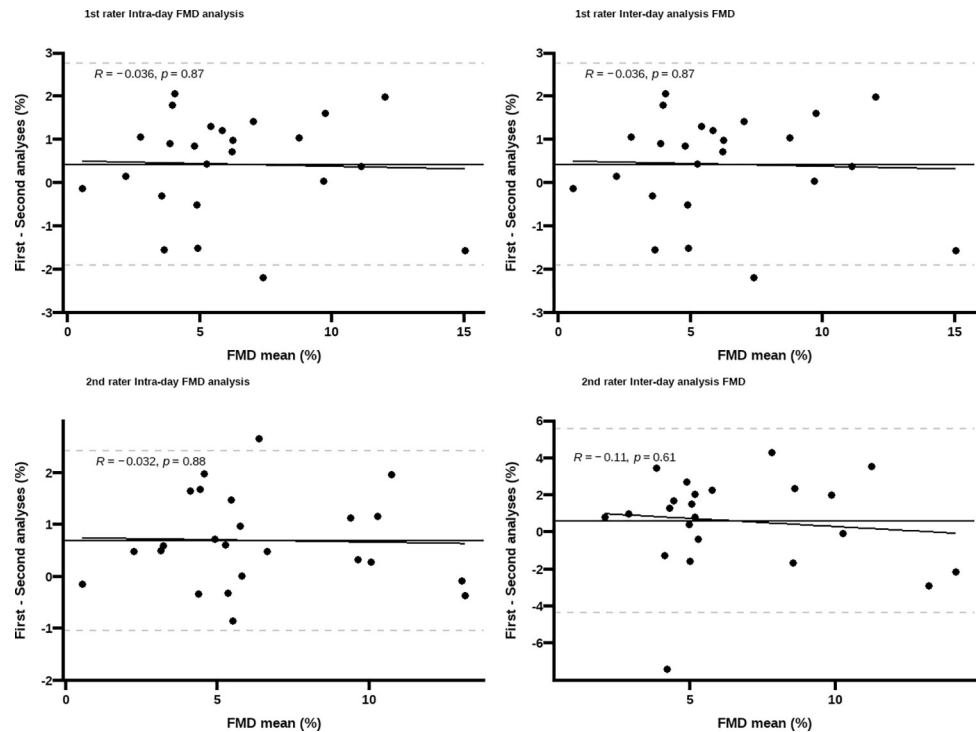 1st rater Intra-day FMD analysis
3
2
1
0
-1
-2
-3
First - Second analyses (%)
R = −0.036, p = 0.87
0
5
10
15
FMD mean (%)
1st rater Inter-day analysis FMD
3
2
1
0
-1
-2
-3
First - Second analyses (%)
R = −0.036, p = 0.87
0
5
10
15
FMD mean (%)
2nd rater Intra-day FMD analysis
2
1
0
-1
-2
First - Second analyses (%)
R = −0.032, p = 0.88
0
5
10
FMD mean (%)
2nd rater Inter-day analysis FMD
6
4
2
0
-2
-4
-6
First - Second analyses (%)
R = −0.11, p = 0.61
5
10
FMD mean (%)